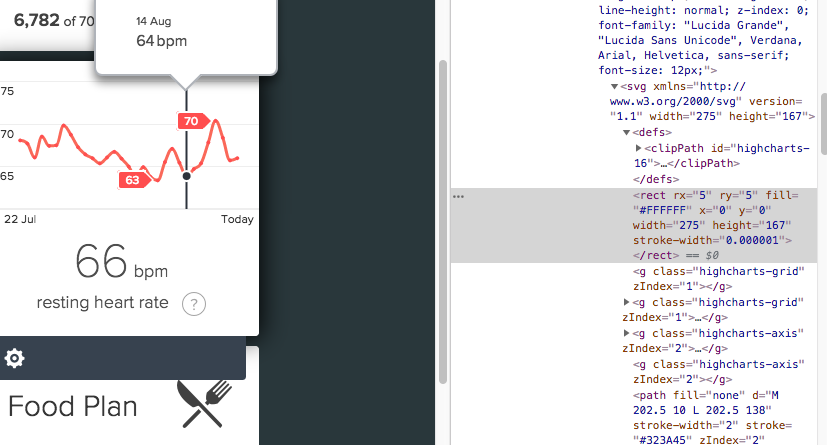 6,782 of 70
14 Aug
64 bpm
75
70
70
63
65
22 Jul
Today
66 bpm
resting heart rate ?
Food Plan
line-height: normal; z-index: 0;
font-family: "Lucida Grande",
"Lucida Sans Unicode", Verdana,
Arial, Helvetica, sans-serif;
font-size: 12px;">
▼<svg xmlns="http://
www.w3.org/2000/svg" version=
"1.1" width="275" height="167">
▼<defs>
▶<clipPath id="highcharts-
16">…</clipPath>
</defs>
… <rect rx="5" ry="5" fill=
"#FFFFFF" x="0" y="0"
width="275" height="167"
stroke-width="0.000001">
</rect> == $0
<g class="highcharts-grid"
zIndex="1"></g>
▶<g class="highcharts-grid"
zIndex="1">…</g>
▶<g class="highcharts-axis"
zIndex="2">…</g>
<g class="highcharts-axis"
zIndex="2"></g>
<path fill="none" d="M
202.5 10 L 202.5 138"
stroke-width="2" stroke=
"#323A45" zIndex="2"